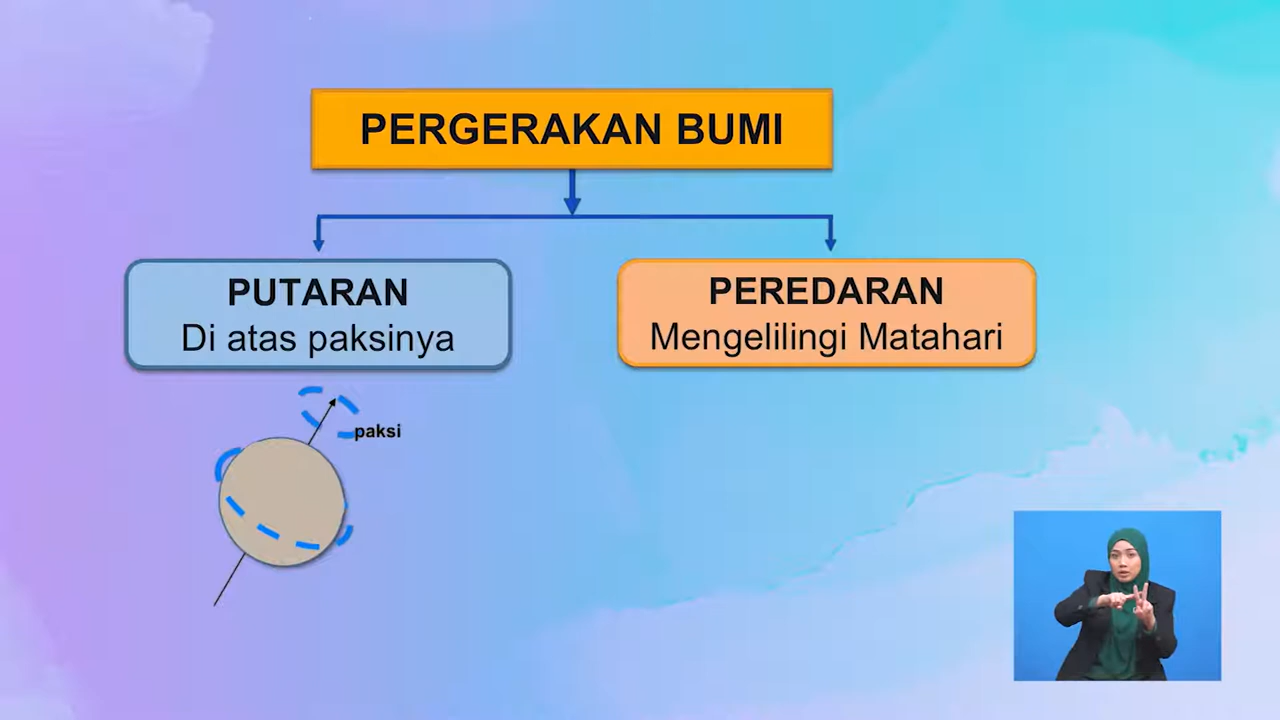 PERGERAKAN BUMI
PUTARAN
Di atas paksinya
PEREDARAN
Mengelilingi Matahari
paksi